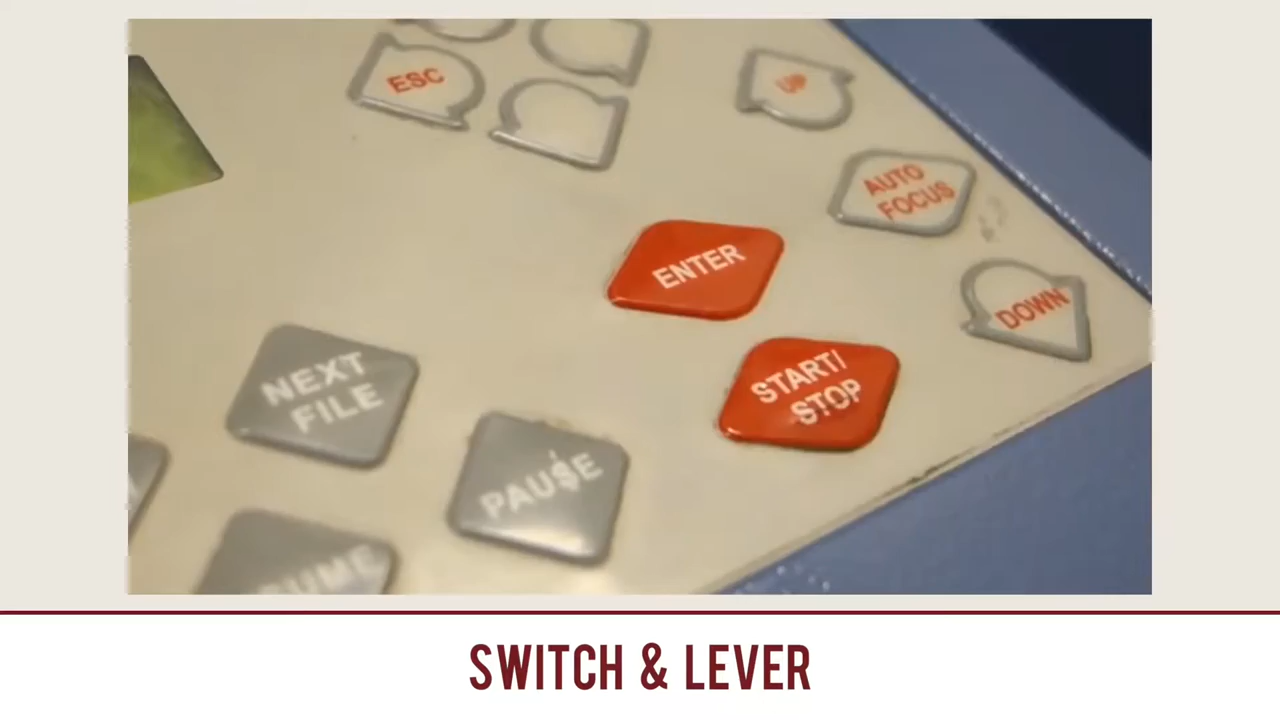 ESC
UP
AUTO
FOCUS
ENTER
DOWN
START/
STOP
NEXT
FILE
PAUSE
SWITCH & LEVER